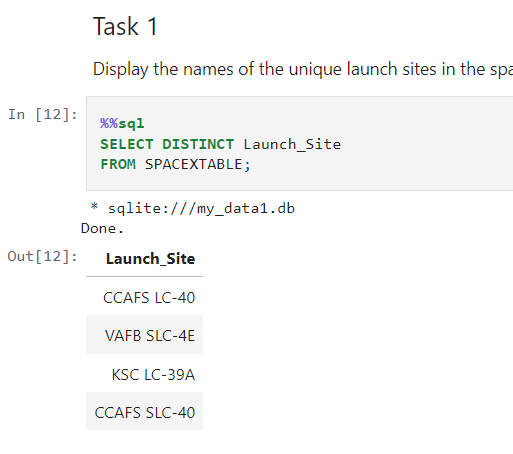 Task 1
Display the names of the unique launch sites in the
In [12]:
%%sql
SELECT DISTINCT Launch_Site
FROM SPACEXTABLE;
* sqlite:///my_data1.db
Done.
Out[12]:
Launch_Site
CCAFS LC-40
VAFB SLC-4E
KSC LC-39A
CCAFS SLC-40